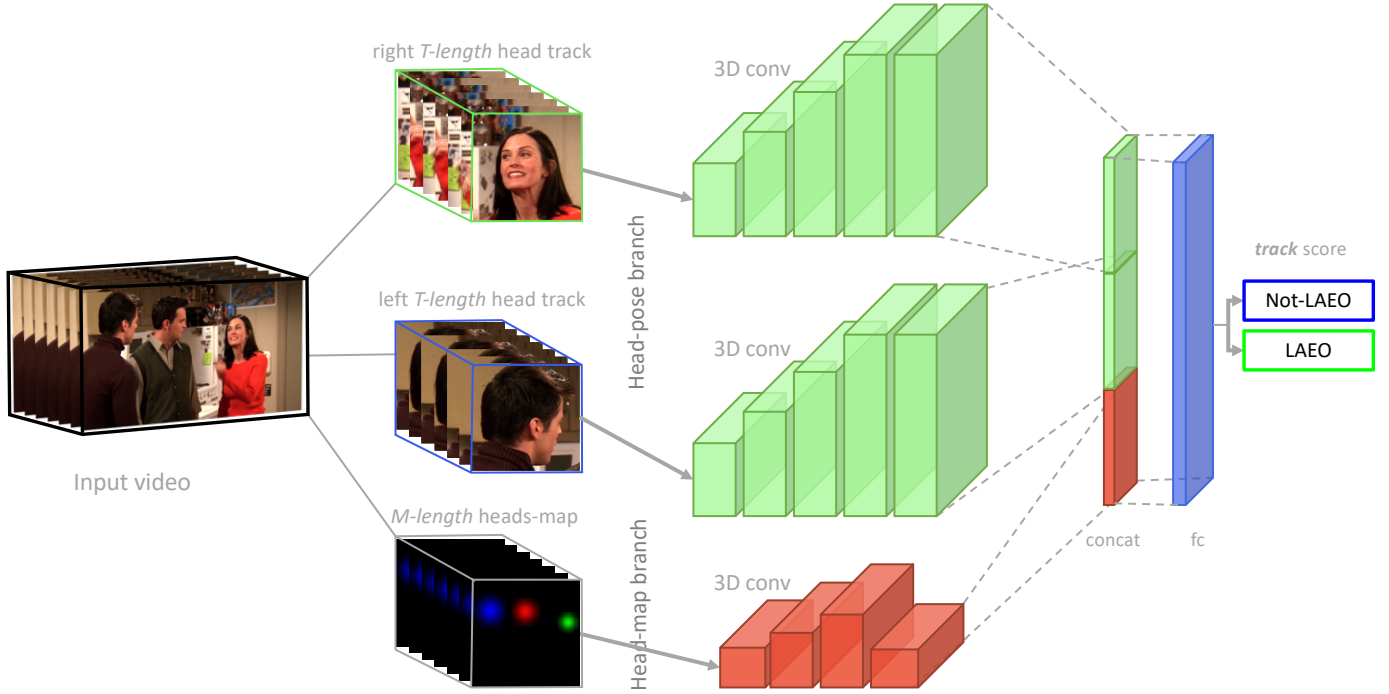 right T-length head track
3D conv
Head-pose branch
track score
Not-LAEO
LAEO
left T-length head track
3D conv
Input video
M-length heads-map
Head-map branch
3D conv
concat
fc